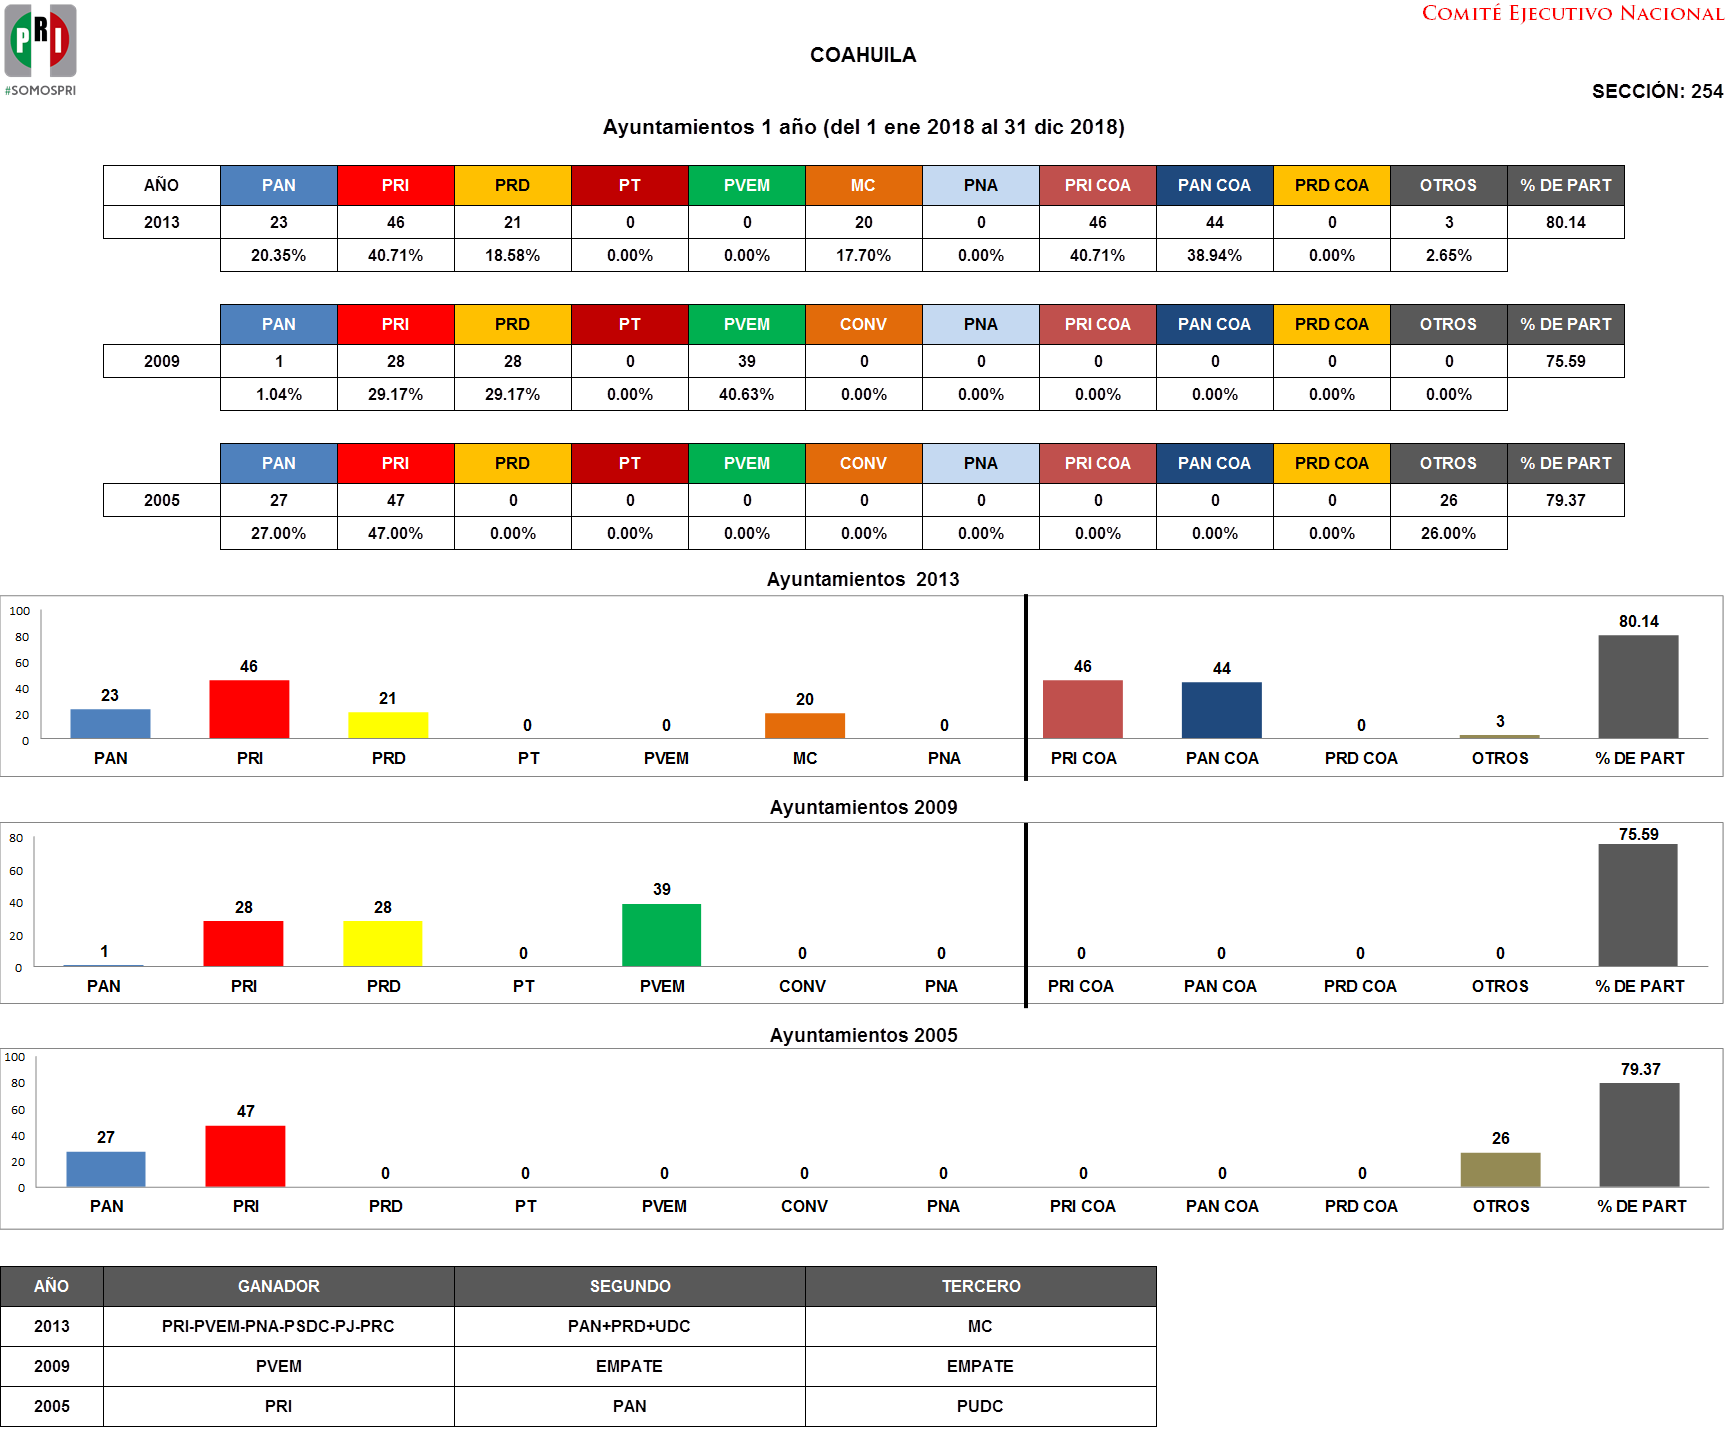 COMITÉ EJECUTIVO NACIONAL
PRI
#SOMOSPRI
COAHUILA
SECCIÓN: 254
Ayuntamientos 1 año (del 1 ene 2018 al 31 dic 2018)
AÑO PAN PRI PRD PT PVEM MC PNA PRI COA PAN COA PRD COA OTROS % DE PART
2013 23 46 21 0 0 20 0 46 44 0 3 80.14
20.35% 40.71% 18.58% 0.00% 0.00% 17.70% 0.00% 40.71% 38.94% 0.00% 2.65%
PAN PRI PRD PT PVEM CONV PNA PRI COA PAN COA PRD COA OTROS % DE PART
2009 1 28 28 0 39 0 0 0 0 0 0 75.59
1.04% 29.17% 29.17% 0.00% 40.63% 0.00% 0.00% 0.00% 0.00% 0.00% 0.00%
PAN PRI PRD PT PVEM CONV PNA PRI COA PAN COA PRD COA OTROS % DE PART
2005 27 47 0 0 0 0 0 0 0 0 26 79.37
27.00% 47.00% 0.00% 0.00% 0.00% 0.00% 0.00% 0.00% 0.00% 0.00% 26.00%
Ayuntamientos 2013
100
80
60
40
20
0
23 46 21 0 0 20 0 46 44 0 3 80.14
PAN PRI PRD PT PVEM MC PNA PRI COA PAN COA PRD COA OTROS % DE PART
Ayuntamientos 2009
80
60
40
20
0
1 28 28 0 39 0 0 0 0 0 0 75.59
PAN PRI PRD PT PVEM CONV PNA PRI COA PAN COA PRD COA OTROS % DE PART
Ayuntamientos 2005
100
80
60
40
20
0
27 47 0 0 0 0 0 0 0 0 26 79.37
PAN PRI PRD PT PVEM CONV PNA PRI COA PAN COA PRD COA OTROS % DE PART
AÑO GANADOR SEGUNDO TERCERO
2013 PRI-PVEM-PNA-PSDC-PJ-PRC PAN+PRD+UDC MC
2009 PVEM EMPATE EMPATE
2005 PRI PAN PUDC